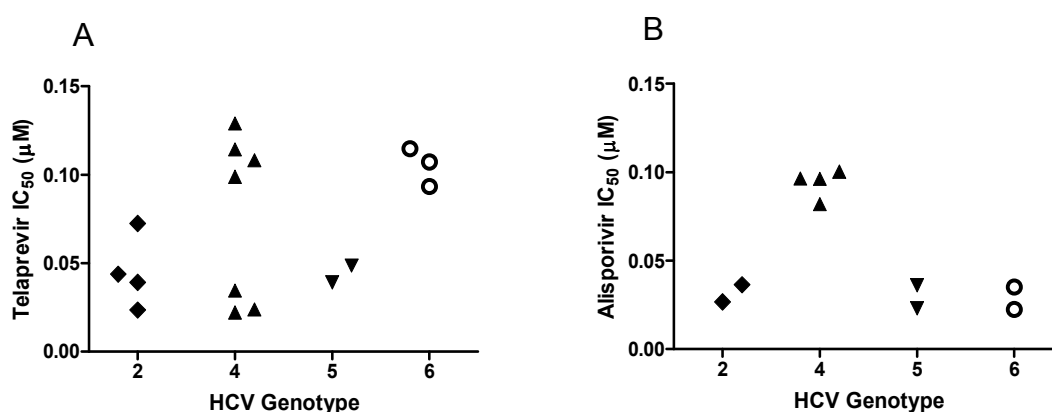 A
Telaprevir IC50 (μM)
0.15
0.10
0.05
0.00
2 4 5 6
HCV Genotype
B
Alisporivir IC50 (μM)
0.15
0.10
0.05
0.00
2 4 5 6
HCV Genotype